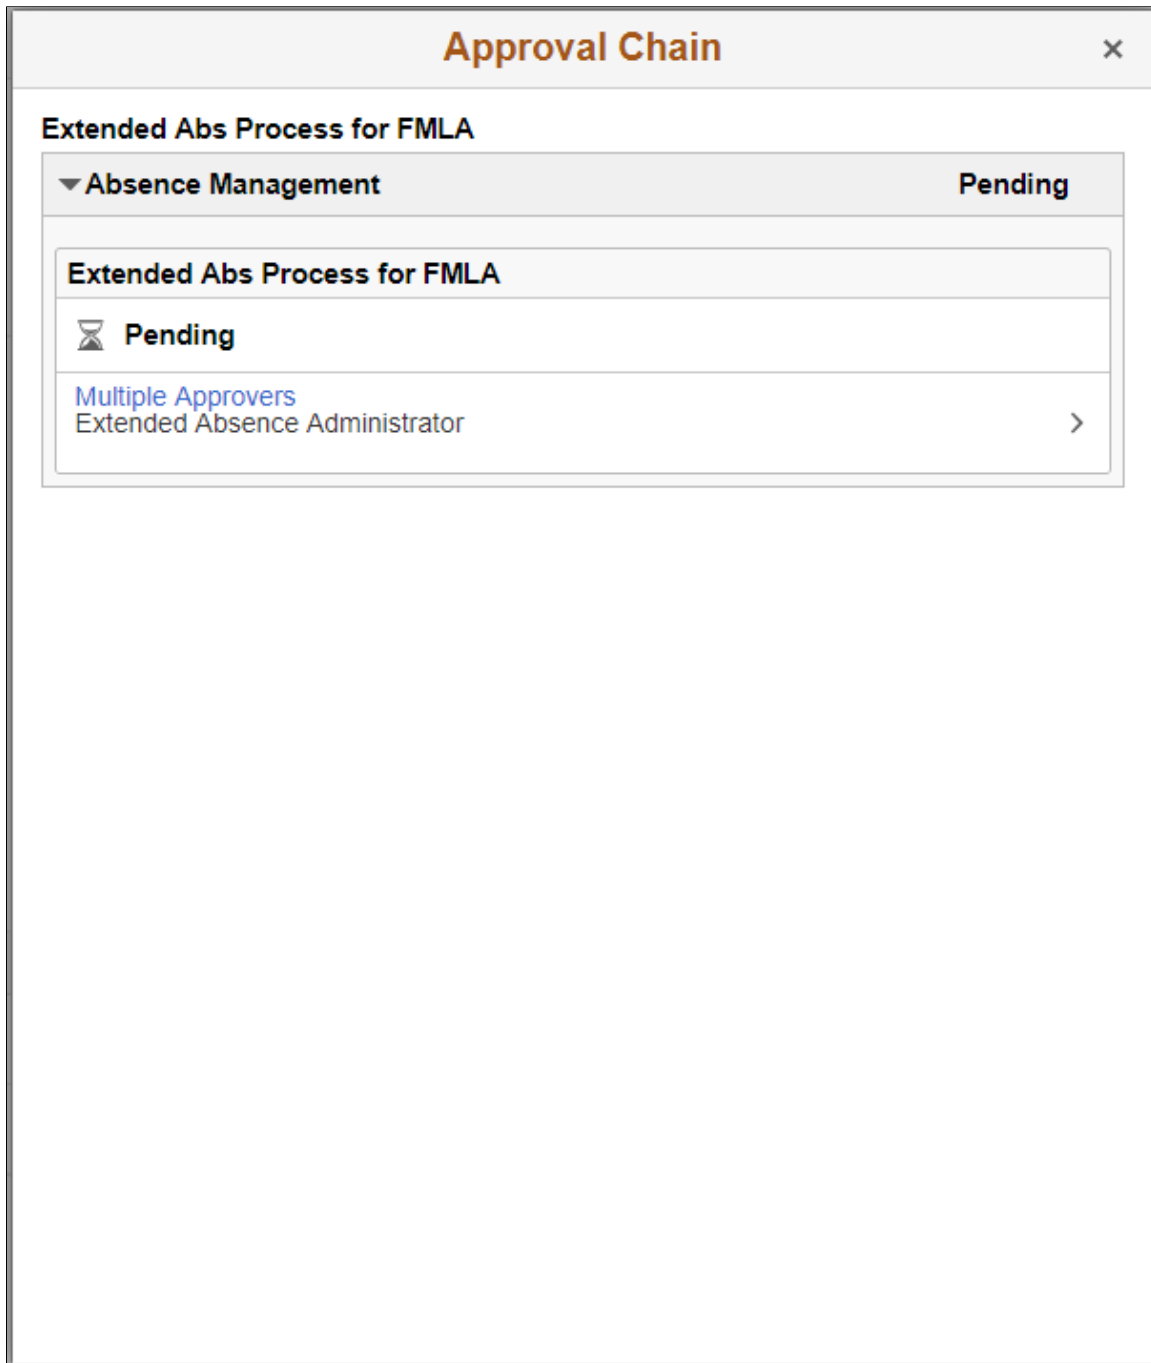 Approval Chain
Extended Abs Process for FMLA
Absence Management Pending
Extended Abs Process for FMLA
Pending
Multiple Approvers
Extended Absence Administrator